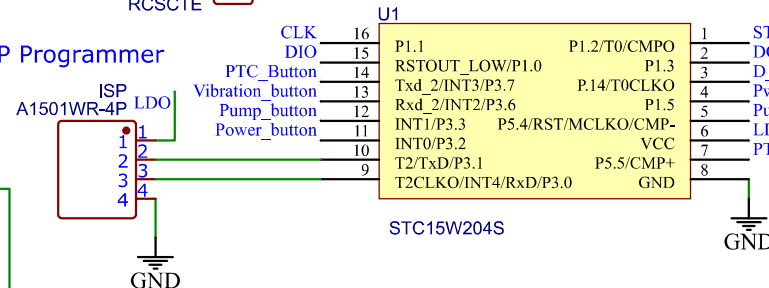 RCSCTE
U1
P Programmer
ISP
A1501WR-4P
LDO
1
2
3
4
1
2
3
4
GND
CLK
DIO
PTC_Button
Vibration_button
Pump_button
Power_button
16
15
14
13
12
11
10
9
P1.1
RSTOUT_LOW/P1.0
Txd_2/INT3/P3.7
Rxd_2/INT2/P3.6
INT1/P3.3
INT0/P3.2
T2/TxD/P3.1
T2CLKO/INT4/RxD/P3.0
P1.2/T0/CMPO
P1.3
P.14/T0CLKO
P1.5
P5.4/RST/MCLKO/CMP-
VCC
P5.5/CMP+
GND
1
2
3
4
5
6
7
8
ST
D_
Pu
PT
STC15W204S
GND